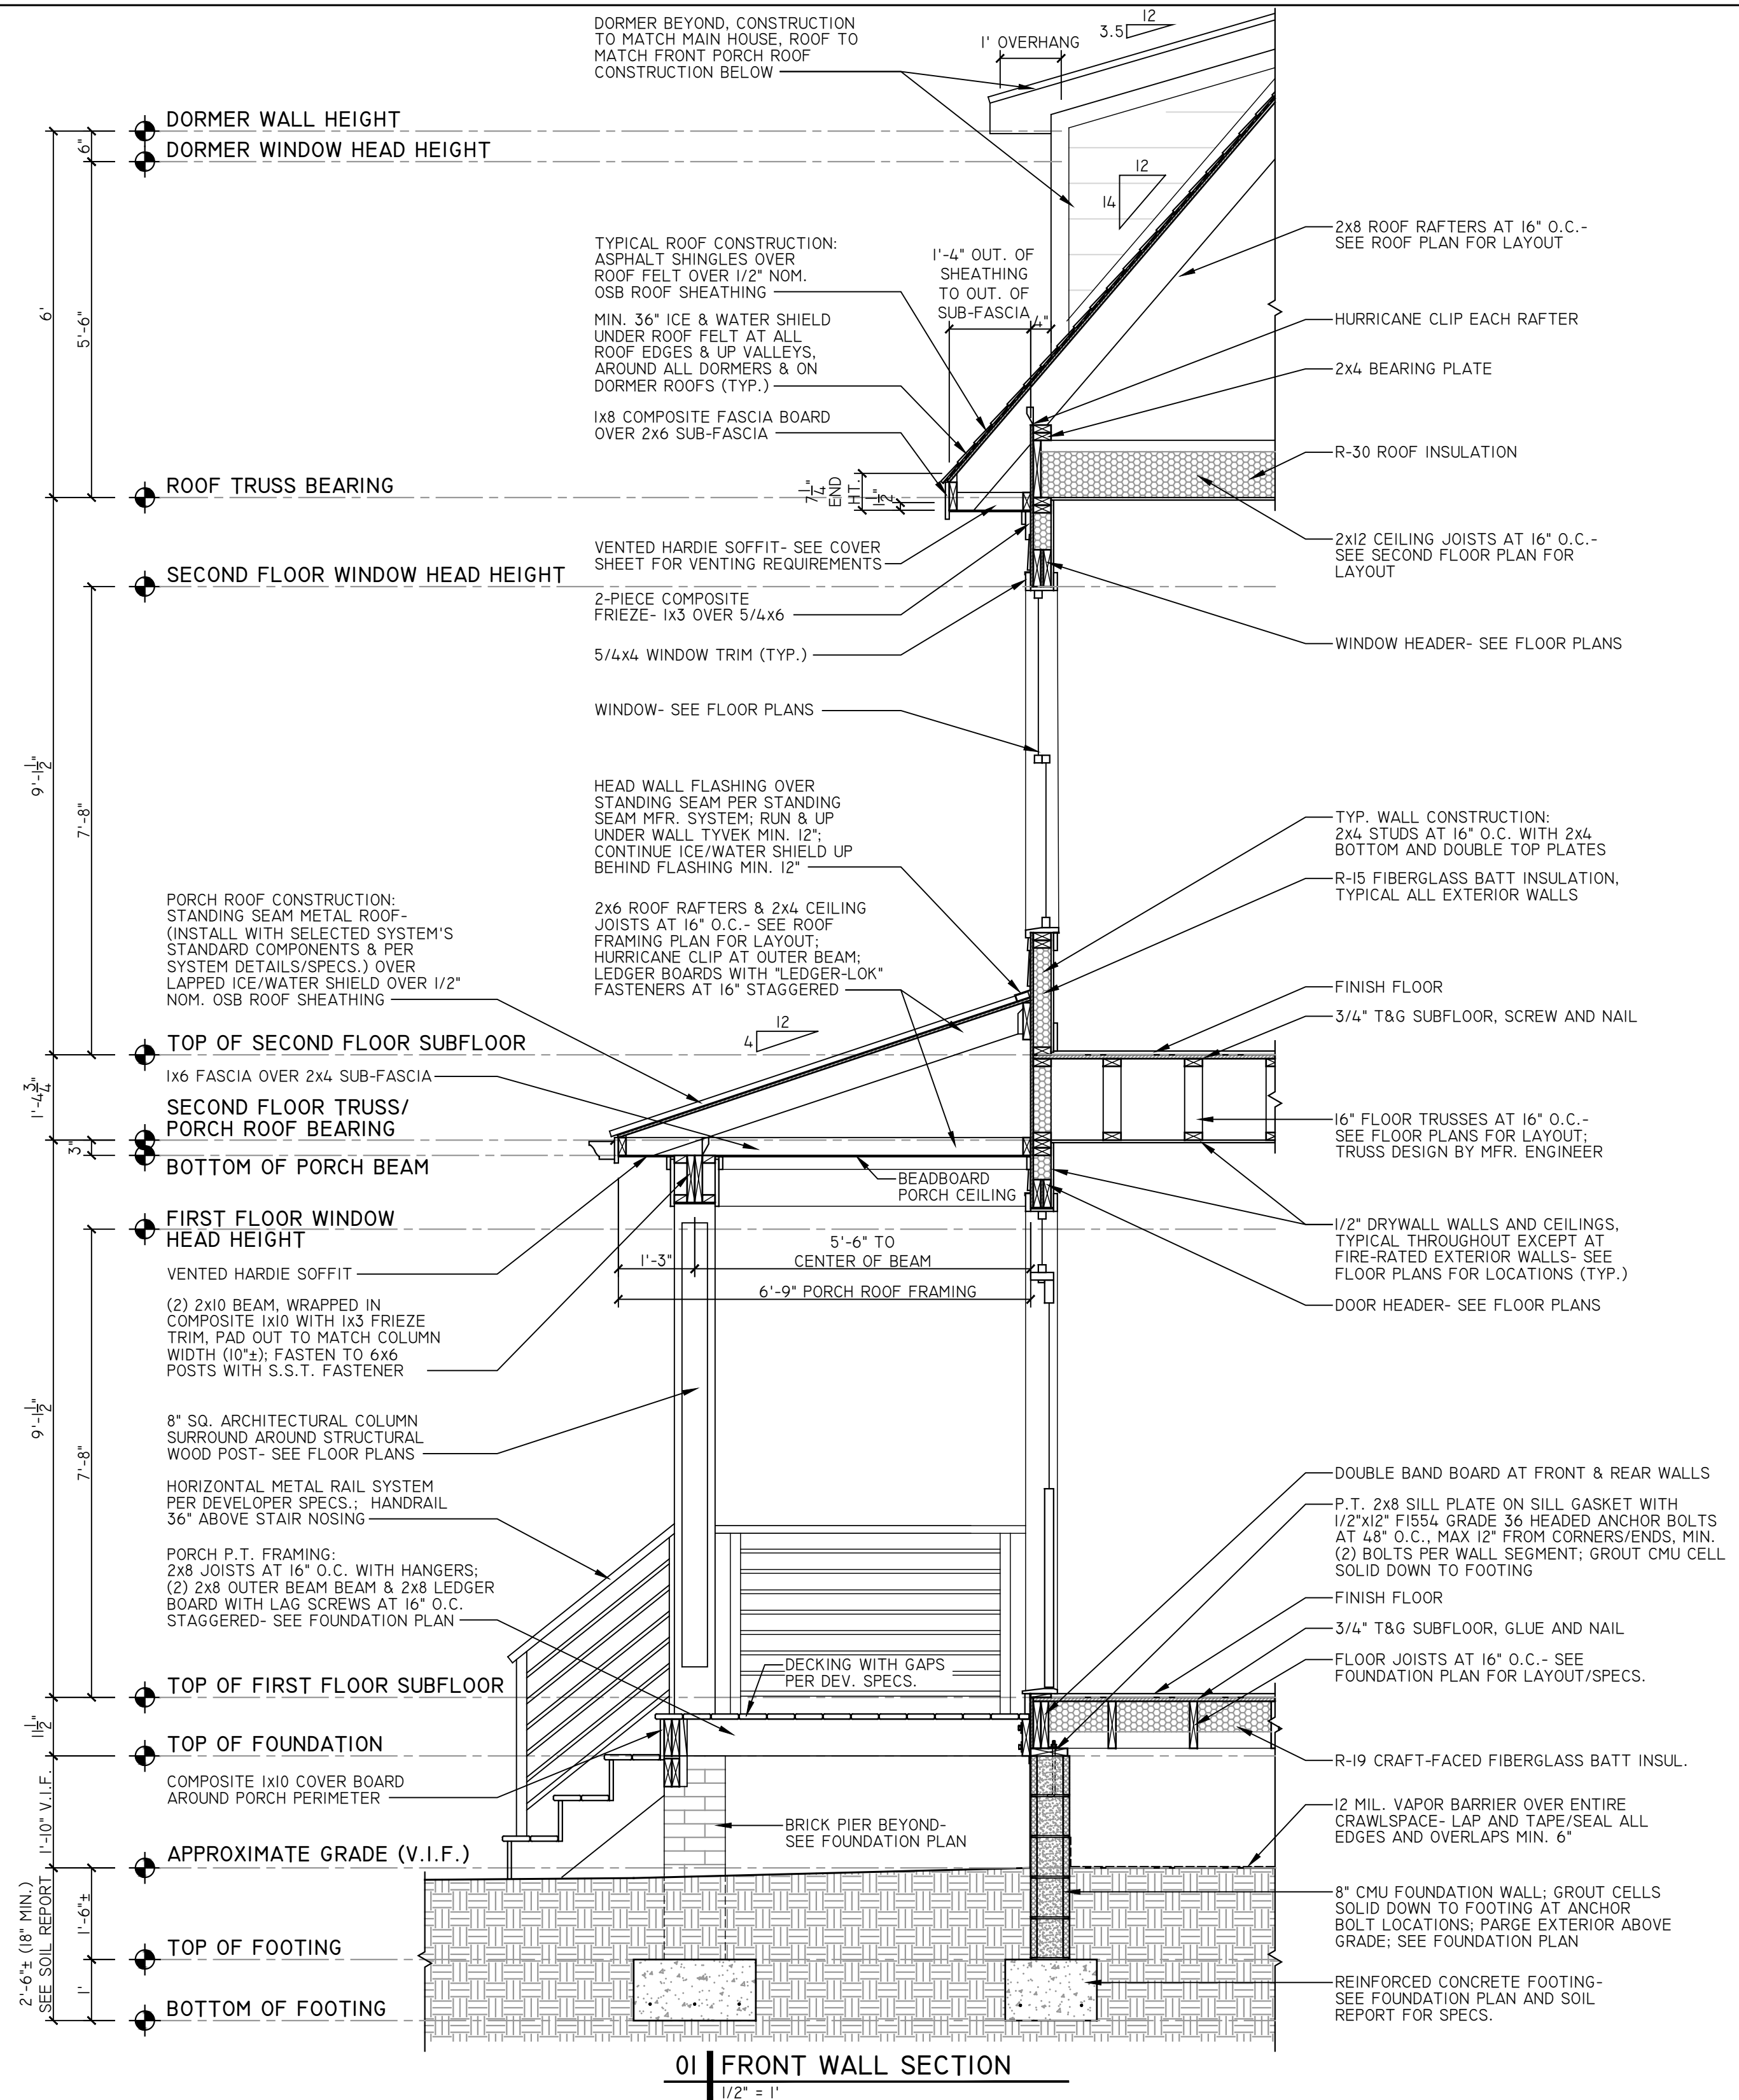 DORMER BEYOND, CONSTRUCTION
TO MATCH MAIN HOUSE, ROOF TO
MATCH FRONT PORCH ROOF
CONSTRUCTION BELOW
1' OVERHANG
12
3.5
DORMER WALL HEIGHT
DORMER WINDOW HEAD HEIGHT
6"
6'
5'-6"
12
14
TYPICAL ROOF CONSTRUCTION:
ASPHALT SHINGLES OVER
ROOF FELT OVER 1/2" NOM.
OSB ROOF SHEATHING
1'-4" OUT. OF
SHEATHING
TO OUT. OF
SUB-FASCIA
4"
MIN. 36" ICE & WATER SHIELD
UNDER ROOF FELT AT ALL
ROOF EDGES & UP VALLEYS,
AROUND ALL DORMERS & ON
DORMER ROOFS (TYP.)
1x8 COMPOSITE FASCIA BOARD
OVER 2x6 SUB-FASCIA
2x8 ROOF RAFTERS AT 16" O.C.-
SEE ROOF PLAN FOR LAYOUT
HURRICANE CLIP EACH RAFTER
2x4 BEARING PLATE
R-30 ROOF INSULATION
ROOF TRUSS BEARING
7 1/4"
END
HT.
1 1/2"
VENTED HARDIE SOFFIT- SEE COVER
SHEET FOR VENTING REQUIREMENTS
2x12 CEILING JOISTS AT 16" O.C.-
SEE SECOND FLOOR PLAN FOR
LAYOUT
SECOND FLOOR WINDOW HEAD HEIGHT
2-PIECE COMPOSITE
FRIEZE- 1x3 OVER 5/4x6
5/4x4 WINDOW TRIM (TYP.)
WINDOW HEADER- SEE FLOOR PLANS
WINDOW- SEE FLOOR PLANS
9'-1 1/2"
7'-8"
HEAD WALL FLASHING OVER
STANDING SEAM PER STANDING
SEAM MFR. SYSTEM; RUN & UP
UNDER WALL TYVEK MIN. 12";
CONTINUE ICE/WATER SHIELD UP
BEHIND FLASHING MIN. 12"
TYP. WALL CONSTRUCTION:
2x4 STUDS AT 16" O.C. WITH 2x4
BOTTOM AND DOUBLE TOP PLATES
R-15 FIBERGLASS BATT INSULATION,
TYPICAL ALL EXTERIOR WALLS
PORCH ROOF CONSTRUCTION:
STANDING SEAM METAL ROOF-
(INSTALL WITH SELECTED SYSTEM'S
STANDARD COMPONENTS & PER
SYSTEM DETAILS/SPECS.) OVER
LAPPED ICE/WATER SHIELD OVER 1/2"
NOM. OSB ROOF SHEATHING
2x6 ROOF RAFTERS & 2x4 CEILING
JOISTS AT 16" O.C.- SEE ROOF
FRAMING PLAN FOR LAYOUT;
HURRICANE CLIP AT OUTER BEAM;
LEDGER BOARDS WITH "LEDGER-LOK"
FASTENERS AT 16" STAGGERED
FINISH FLOOR
3/4" T&G SUBFLOOR, SCREW AND NAIL
12
4
TOP OF SECOND FLOOR SUBFLOOR
1x6 FASCIA OVER 2x4 SUB-FASCIA
1'-4 3/4"
SECOND FLOOR TRUSS/
PORCH ROOF BEARING
3"
BOTTOM OF PORCH BEAM
16" FLOOR TRUSSES AT 16" O.C.-
SEE FLOOR PLANS FOR LAYOUT;
TRUSS DESIGN BY MFR. ENGINEER
BEADBOARD
PORCH CEILING
FIRST FLOOR WINDOW
HEAD HEIGHT
1/2" DRYWALL WALLS AND CEILINGS,
TYPICAL THROUGHOUT EXCEPT AT
FIRE-RATED EXTERIOR WALLS- SEE
FLOOR PLANS FOR LOCATIONS (TYP.)
1'-3"
5'-6" TO
CENTER OF BEAM
6'-9" PORCH ROOF FRAMING
VENTED HARDIE SOFFIT
DOOR HEADER- SEE FLOOR PLANS
(2) 2x10 BEAM, WRAPPED IN
COMPOSITE 1x10 WITH 1x3 FRIEZE
TRIM, PAD OUT TO MATCH COLUMN
WIDTH (10"±); FASTEN TO 6x6
POSTS WITH S.S.T. FASTENER
9'-1 1/2"
7'-8"
8" SQ. ARCHITECTURAL COLUMN
SURROUND AROUND STRUCTURAL
WOOD POST- SEE FLOOR PLANS
HORIZONTAL METAL RAIL SYSTEM
PER DEVELOPER SPECS.; HANDRAIL
36" ABOVE STAIR NOSING
PORCH P.T. FRAMING:
2x8 JOISTS AT 16" O.C. WITH HANGERS;
(2) 2x8 OUTER BEAM BEAM & 2x8 LEDGER
BOARD WITH LAG SCREWS AT 16" O.C.
STAGGERED- SEE FOUNDATION PLAN
DOUBLE BAND BOARD AT FRONT & REAR WALLS
P.T. 2x8 SILL PLATE ON SILL GASKET WITH
1/2"x12" F1554 GRADE 36 HEADED ANCHOR BOLTS
AT 48" O.C., MAX 12" FROM CORNERS/ENDS, MIN.
(2) BOLTS PER WALL SEGMENT; GROUT CMU CELL
SOLID DOWN TO FOOTING
FINISH FLOOR
3/4" T&G SUBFLOOR, GLUE AND NAIL
FLOOR JOISTS AT 16" O.C.- SEE
FOUNDATION PLAN FOR LAYOUT/SPECS.
DECKING WITH GAPS
PER DEV. SPECS.
TOP OF FIRST FLOOR SUBFLOOR
11 1/2"
TOP OF FOUNDATION
R-19 CRAFT-FACED FIBERGLASS BATT INSUL.
COMPOSITE 1x10 COVER BOARD
AROUND PORCH PERIMETER
1'-10" V.I.F.
BRICK PIER BEYOND-
SEE FOUNDATION PLAN
12 MIL. VAPOR BARRIER OVER ENTIRE
CRAWLSPACE- LAP AND TAPE/SEAL ALL
EDGES AND OVERLAPS MIN. 6"
APPROXIMATE GRADE (V.I.F.)
8" CMU FOUNDATION WALL; GROUT CELLS
SOLID DOWN TO FOOTING AT ANCHOR
BOLT LOCATIONS; PARGE EXTERIOR ABOVE
GRADE; SEE FOUNDATION PLAN
2'-6"± (18" MIN.)
SEE SOIL REPORT
1'-6"±
TOP OF FOOTING
1'
REINFORCED CONCRETE FOOTING-
SEE FOUNDATION PLAN AND SOIL
REPORT FOR SPECS.
BOTTOM OF FOOTING
01 FRONT WALL SECTION
1/2" = 1'